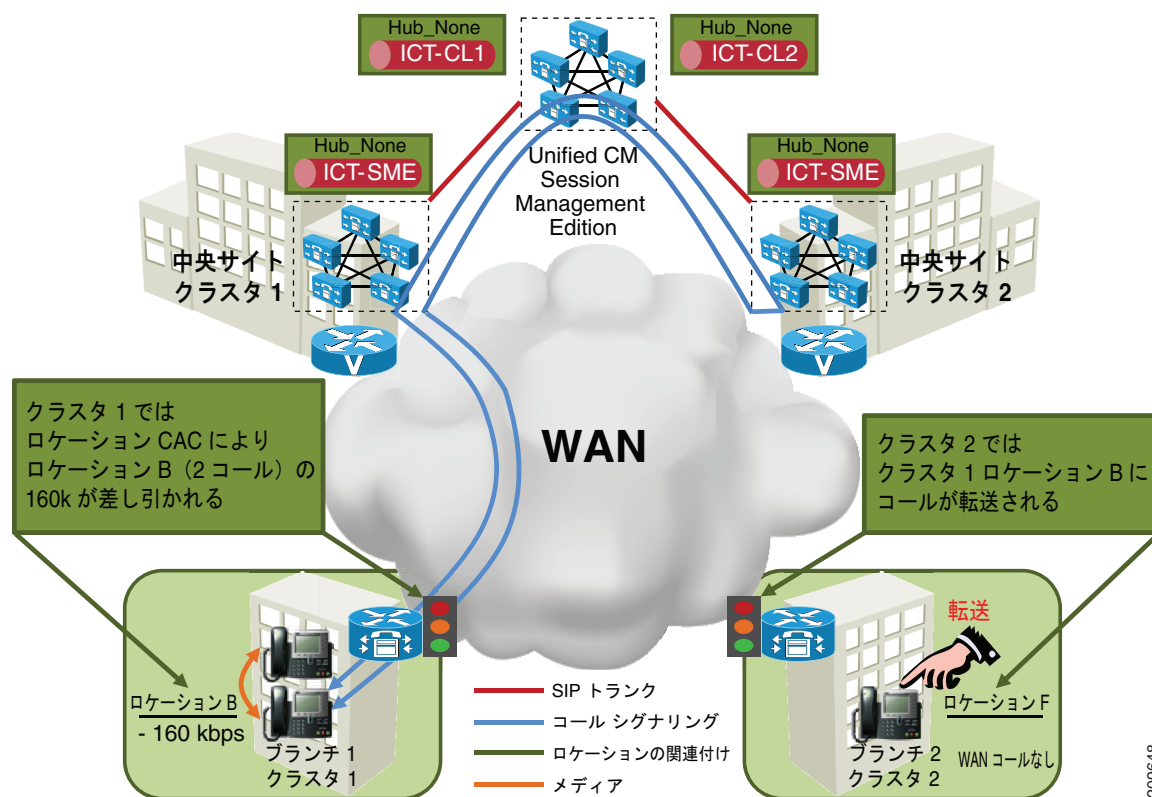 Hub_None
ICT-CL1
Hub_None
ICT-CL2
Hub_None
ICT-SME
Unified CM
Session
Management
Edition
Hub_None
ICT-SME
中央サイト
クラスタ 1
中央サイト
クラスタ 2
V
V
WAN
クラスタ 1 では
ロケーション CAC により
ロケーション B（2 コール）の
160k が差し引かれる
クラスタ 2 では
クラスタ 1 ロケーション B に
コールが転送される
転送
ロケーション B
- 160 kbps
ブランチ 1
クラスタ 1
SIP トランク
コール シグナリング
ロケーションの関連付け
メディア
ロケーション F
ブランチ 2
クラスタ 2
WAN コールなし